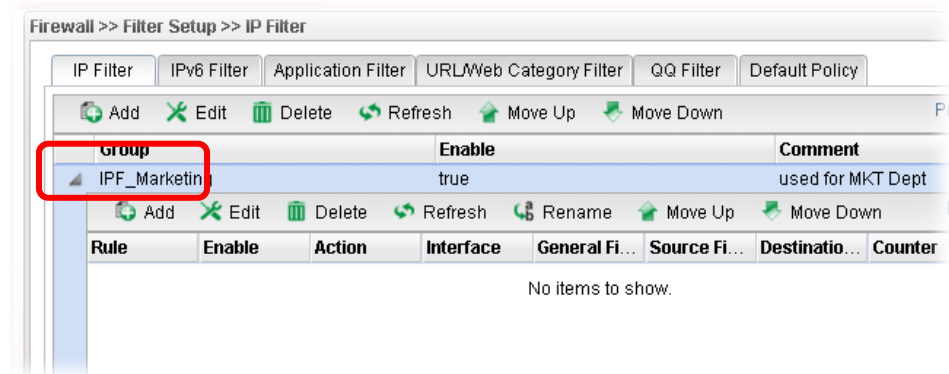 Firewall >> Filter Setup >> IP Filter
IP Filter IPv6 Filter Application Filter URL/Web Category Filter QQ Filter Default Policy
Add Edit Delete Refresh Move Up Move Down
Group Enable Comment
IPF_Marketing true used for MKT Dept
Add Edit Delete Refresh Rename Move Up Move Down
Rule Enable Action Interface General Fi... Source Fi... Destinatio... Counter
No items to show.